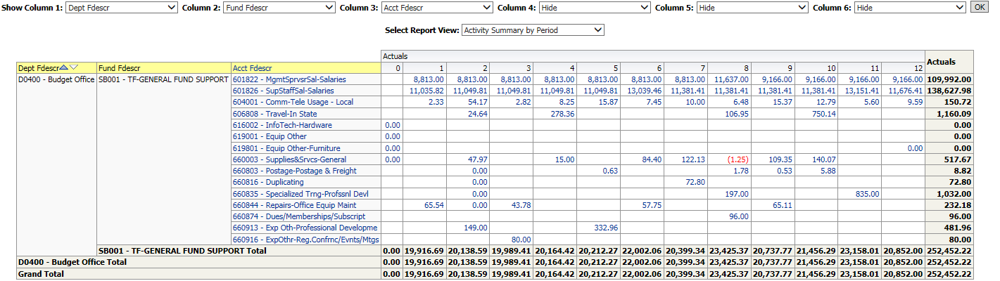 Show Column 1: Dept Fdescr Column 2: Fund Fdescr Column 3: Acct Fdescr Column 4: Hide Column 5: Hide Column 6: Hide OK
Select Report View: Activity Summary by Period
Actuals Actuals
Dept Fdescr Fund Fdescr Acct Fdescr 0 1 2 3 4 5 6 7 8 9 10 11 12
D0400 - Budget Office SB001 - TF-GENERAL FUND SUPPORT 601822 - MgmtSprvsrSal-Salaries 8,813.00 8,813.00 8,813.00 8,813.00 8,813.00 8,813.00 8,813.00 11,637.00 9,166.00 9,166.00 9,166.00 9,166.00 109,992.00
601826 - SupStaffSal-Salaries 11,035.82 11,049.81 11,049.81 11,049.81 11,049.81 13,039.46 11,381.41 11,381.41 11,381.41 11,381.41 13,151.41 11,676.41 138,627.98
604001 - Comm-Tele Usage - Local 2.33 54.17 2.82 8.25 15.87 7.45 10.00 6.48 15.37 12.79 5.60 9.59 150.72
606808 - Travel-In State 24.64 278.36 106.95 750.14 1,160.09
616002 - InfoTech-Hardware 0.00 0.00
619001 - Equip Other 0.00 0.00
619801 - Equip Other-Furniture 0.00 0.00 0.00
660003 - Supplies&Srvcs-General 0.00 47.97 15.00 84.40 122.13 (1.25) 109.35 140.07 517.67
660803 - Postage-Postage & Freight 0.00 0.63 1.78 0.53 5.88 8.82
660816 - Duplicating 0.00 72.80 72.80
660835 - Specialized Trng-Profssnl Devl 0.00 197.00 835.00 1,032.00
660844 - Repairs-Office Equip Maint 65.54 0.00 43.78 57.75 65.11 232.18
660874 - Dues/Memberships/Subscript 96.00 96.00
660913 - Exp Oth-Professional Developme 149.00 332.96 481.96
660916 - ExpOthr-Reg.Confrnc/Evnts/Mtgs 80.00 80.00
SB001 - TF-GENERAL FUND SUPPORT Total 0.00 19,916.69 20,138.59 19,989.41 20,164.42 20,212.27 22,002.06 20,399.34 23,425.37 20,737.77 21,456.29 23,158.01 20,852.00 252,452.22
D0400 - Budget Office Total 0.00 19,916.69 20,138.59 19,989.41 20,164.42 20,212.27 22,002.06 20,399.34 23,425.37 20,737.77 21,456.29 23,158.01 20,852.00 252,452.22
Grand Total 0.00 19,916.69 20,138.59 19,989.41 20,164.42 20,212.27 22,002.06 20,399.34 23,425.37 20,737.77 21,456.29 23,158.01 20,852.00 252,452.22